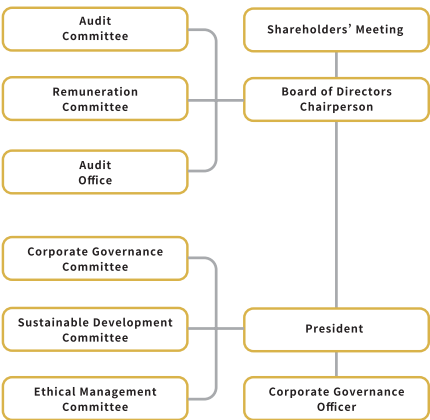 Audit
Committee
Shareholders’ Meeting
Remuneration
Committee
Board of Directors
Chairperson
Audit
Office
Corporate Governance
Committee
Sustainable Development
Committee
President
Ethical Management
Committee
Corporate Governance
Officer